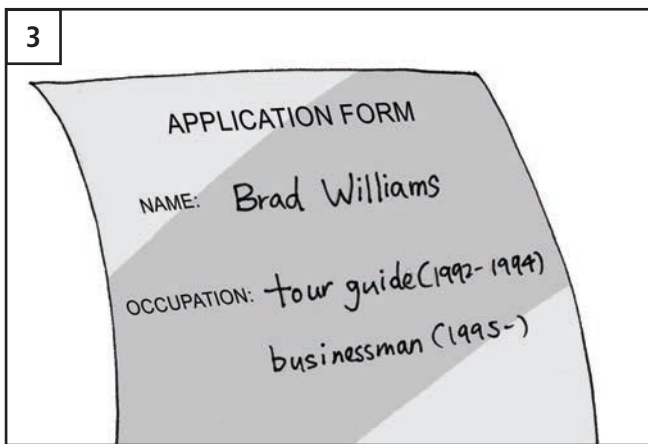 3
APPLICATION FORM
NAME: Brad Williams
OCCUPATION: tour guide (1992-1994)
businessman (1995-)